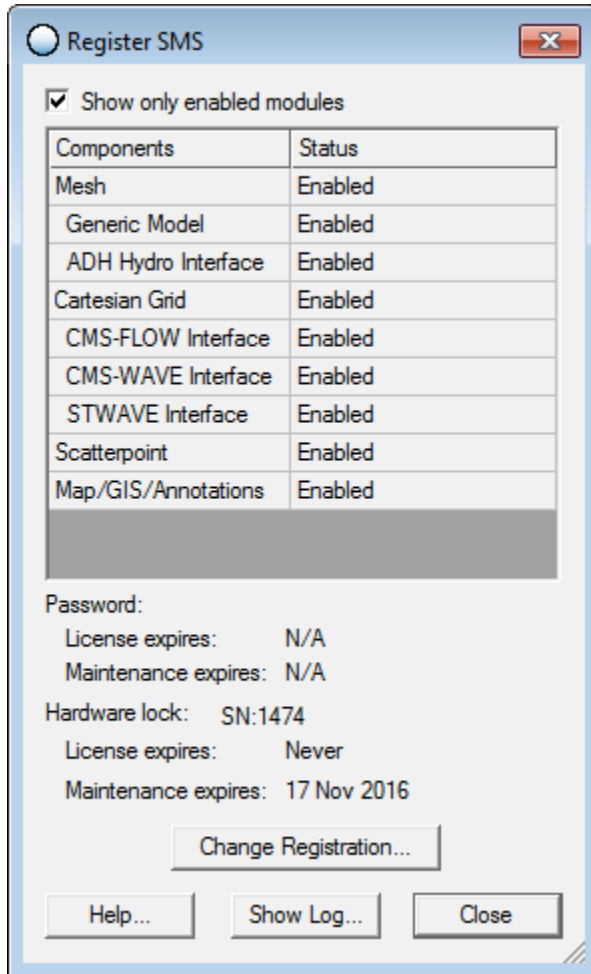 Register SMS
Show only enabled modules
Components Status
Mesh Enabled
Generic Model Enabled
ADH Hydro Interface Enabled
Cartesian Grid Enabled
CMS-FLOW Interface Enabled
CMS-WAVE Interface Enabled
STWAVE Interface Enabled
Scatterpoint Enabled
Map/GIS/Annotations Enabled
Password:
License expires: N/A
Maintenance expires: N/A
Hardware lock: SN:1474
License expires: Never
Maintenance expires: 17 Nov 2016
Change Registration...
Help... Show Log... Close